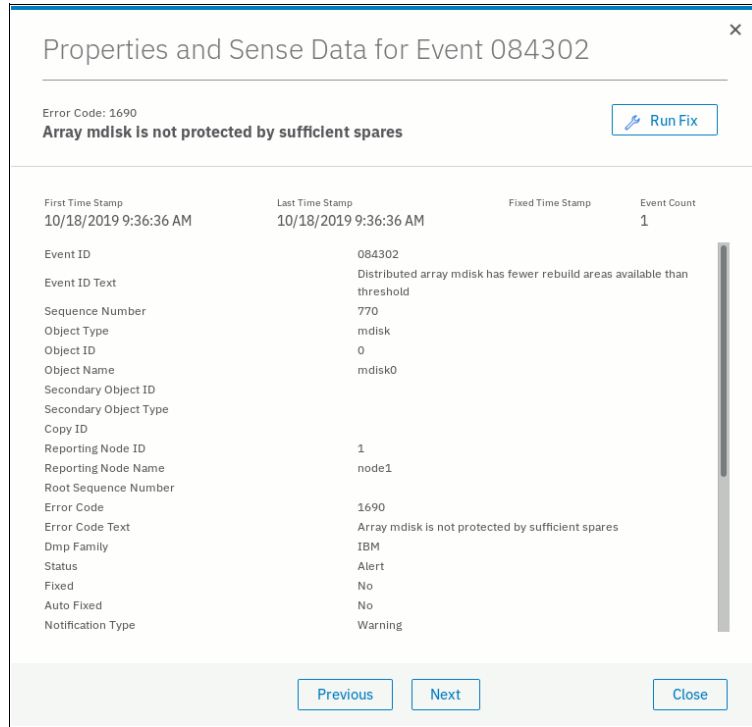 Properties and Sense Data for Event 084302
Error Code: 1690
Array mdisk is not protected by sufficient spares
Run Fix
First Time Stamp Last Time Stamp Fixed Time Stamp Event Count
10/18/2019 9:36:36 AM 10/18/2019 9:36:36 AM 1
Event ID 084302
Event ID Text Distributed array mdisk has fewer rebuild areas available than
threshold
Sequence Number 770
Object Type mdisk
Object ID 0
Object Name mdisk0
Secondary Object ID
Secondary Object Type
Copy ID
Reporting Node ID 1
Reporting Node Name node1
Root Sequence Number
Error Code 1690
Error Code Text Array mdisk is not protected by sufficient spares
Dmp Family IBM
Status Alert
Fixed No
Auto Fixed No
Notification Type Warning
Previous Next Close